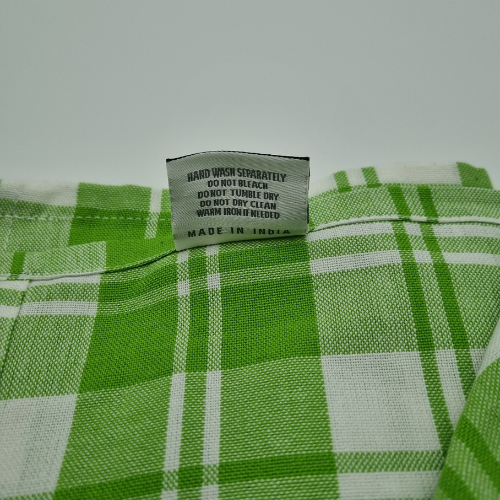 HAND WASH SEPARATELY
DO NOT BLEACH
DO NOT TUMBLE DRY
DO NOT DRY CLEAN
WARM IRON IF NEEDED
MADE IN INDIA